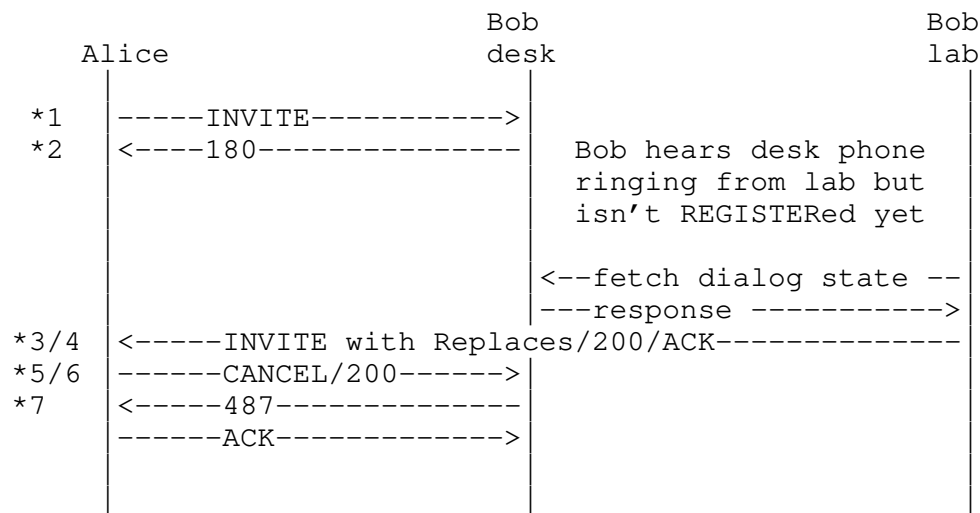 Bob                            Bob
     Alice                       desk                           lab
       |                          |                              |
 *1    |-----INVITE----------->|                              |
 *2    |<----180---------------|   Bob hears desk phone
       |                          |   ringing from lab but
       |                          |   isn't REGISTERed yet
       |                          |                              |
       |                          |<--fetch dialog state --|
       |                          |---response ----------->|
*3/4   |<-----INVITE with Replaces/200/ACK--------------|
*5/6   |------CANCEL/200------>|                              |
*7     |<-----487--------------|                              |
       |------ACK------------->|                              |
       |                          |                              |